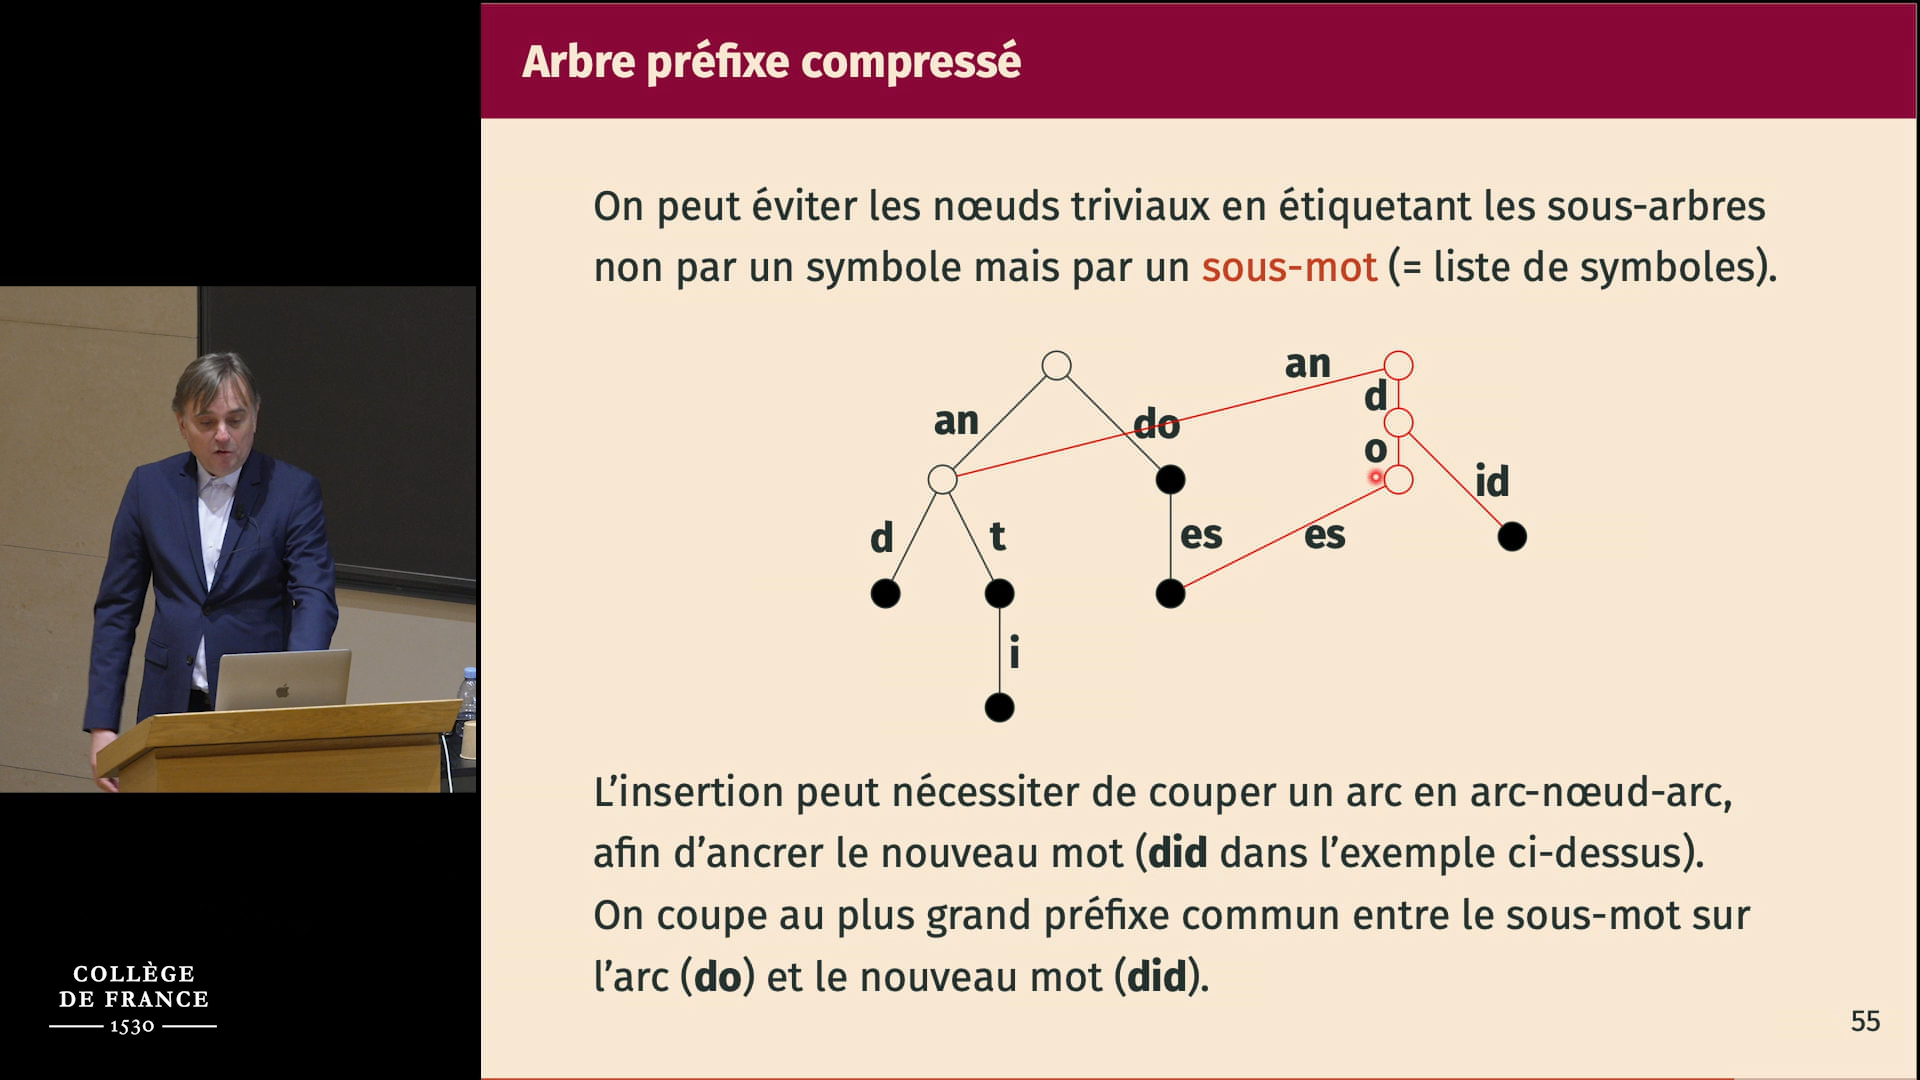 Arbre préfixe compressé
On peut éviter les nœuds triviaux en étiquetant les sous-arbres
non par un symbole mais par un sous-mot (= liste de symboles).
an
do
d
t
es
i
an
d
o
id
es
L'insertion peut nécessiter de couper un arc en arc-nœud-arc,
afin d'ancrer le nouveau mot (did dans l'exemple ci-dessus).
On coupe au plus grand préfixe commun entre le sous-mot sur
l'arc (do) et le nouveau mot (did).
55
COLLÈGE
DE FRANCE
1530